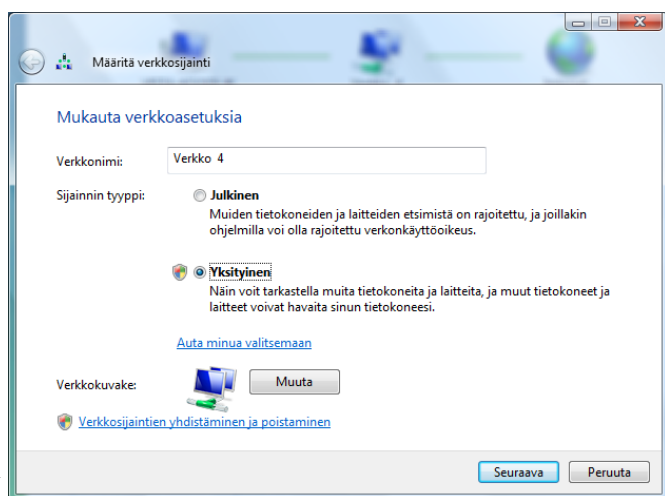 Määritä verkkosijainti
Mukauta verkkoasetuksia
Verkkonimi: Verkko 4
Sijainnin tyyppi: Julkinen
Muiden tietokoneiden ja laitteiden etsimistä on rajoitettu, ja joillakin
ohjelmilla voi olla rajoitettu verkonkäyttöoikeus.
Yksityinen
Näin voit tarkastella muita tietokoneita ja laitteita, ja muut tietokoneet ja
laitteet voivat havaita sinun tietokoneesi.
Auta minua valitsemaan
Verkkokuvake: Muuta
Verkkosijaintien yhdistäminen ja poistaminen
Seuraava Peruuta